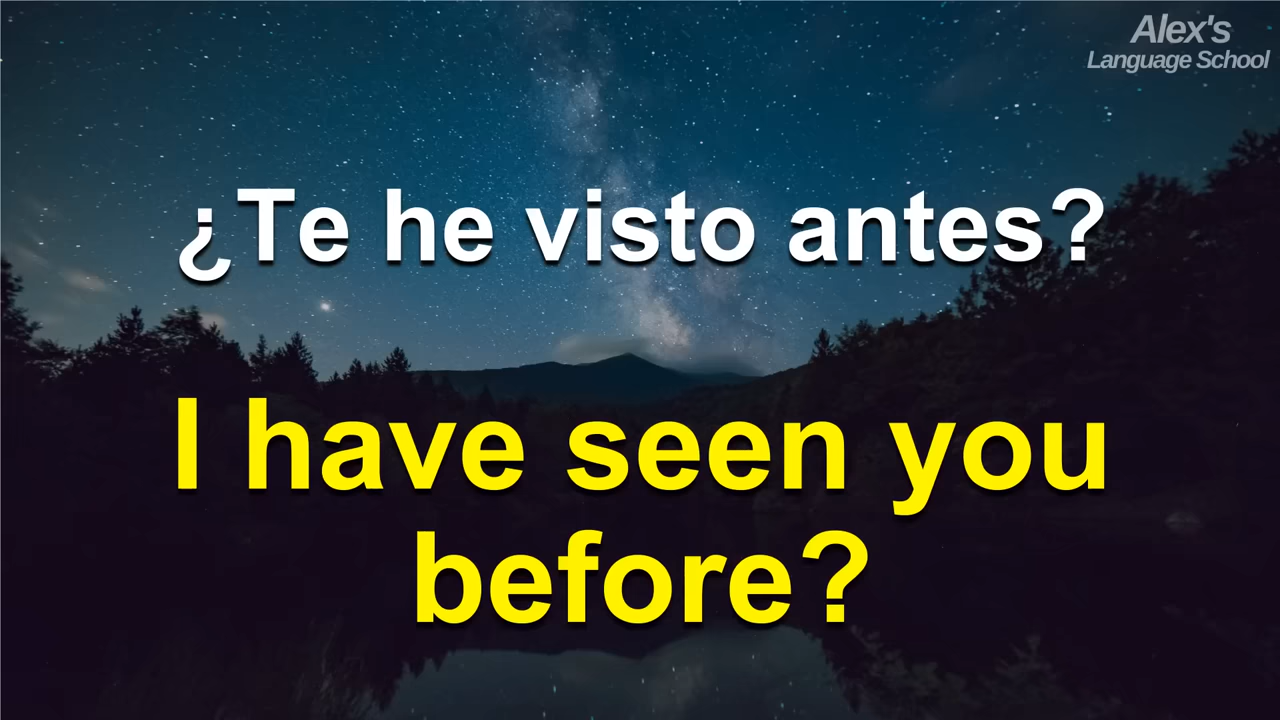 Alex's
Language School
¿Te he visto antes?
I have seen you
before?